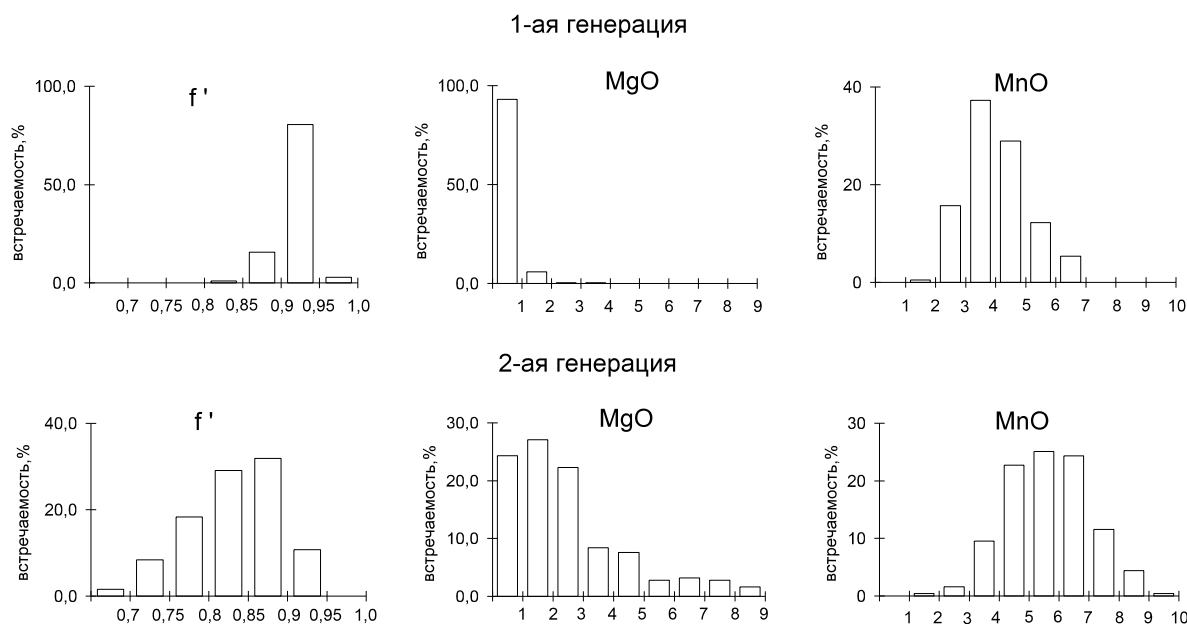 1-ая генерация
f '
MgO
MnO
встречаемость,%
100,0
50,0
0,0
0,7 0,75 0,8 0,85 0,9 0,95 1,0
встречаемость,%
100,0
50,0
0,0
1 2 3 4 5 6 7 8 9
встречаемость,%
40
20
0
1 2 3 4 5 6 7 8 9 10
2-ая генерация
f '
MgO
MnO
встречаемость,%
40,0
20,0
0,0
0,7 0,75 0,8 0,85 0,9 0,95 1,0
встречаемость,%
30,0
20,0
10,0
0,0
1 2 3 4 5 6 7 8 9
встречаемость,%
30
20
10
0
1 2 3 4 5 6 7 8 9 10